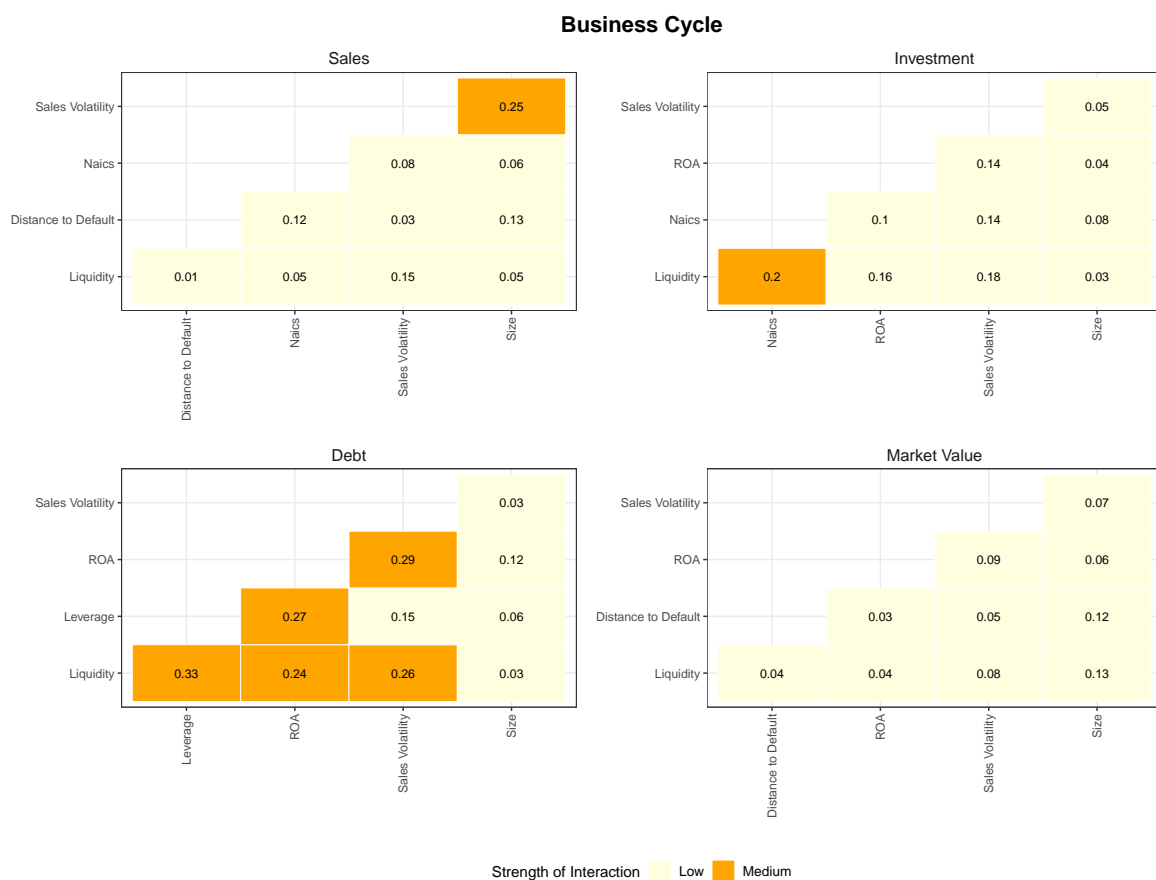 Business Cycle
Sales
Sales Volatility
0.25
Naics
0.08 0.06
Distance to Default
0.12 0.03 0.13
Liquidity
0.01 0.05 0.15 0.05
Distance to Default
Naics
Sales Volatility
Size
Investment
Sales Volatility
0.05
ROA
0.14 0.04
Naics
0.1 0.14 0.08
Liquidity
0.2 0.16 0.18 0.03
Naics
ROA
Sales Volatility
Size
Debt
Sales Volatility
0.03
ROA
0.29 0.12
Leverage
0.27 0.15 0.06
Liquidity
0.33 0.24 0.26 0.03
Leverage
ROA
Sales Volatility
Size
Market Value
Sales Volatility
0.07
ROA
0.09 0.06
Distance to Default
0.03 0.05 0.12
Liquidity
0.04 0.04 0.08 0.13
Distance to Default
ROA
Sales Volatility
Size
Strength of Interaction Low Medium